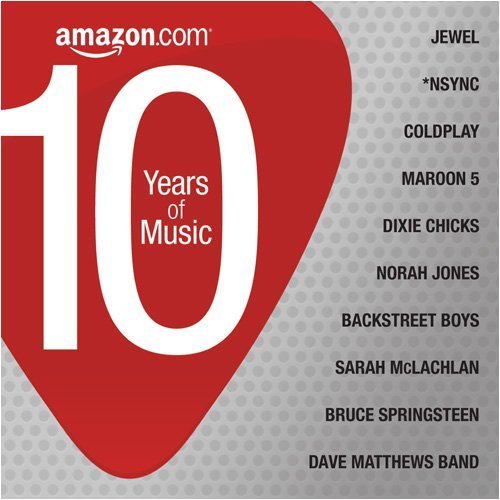 amazon.com®
10
Years
of
Music
JEWEL
*NSYNC
COLDPLAY
MAROON 5
DIXIE CHICKS
NORAH JONES
BACKSTREET BOYS
SARAH McLACHLAN
BRUCE SPRINGSTEEN
DAVE MATTHEWS BAND